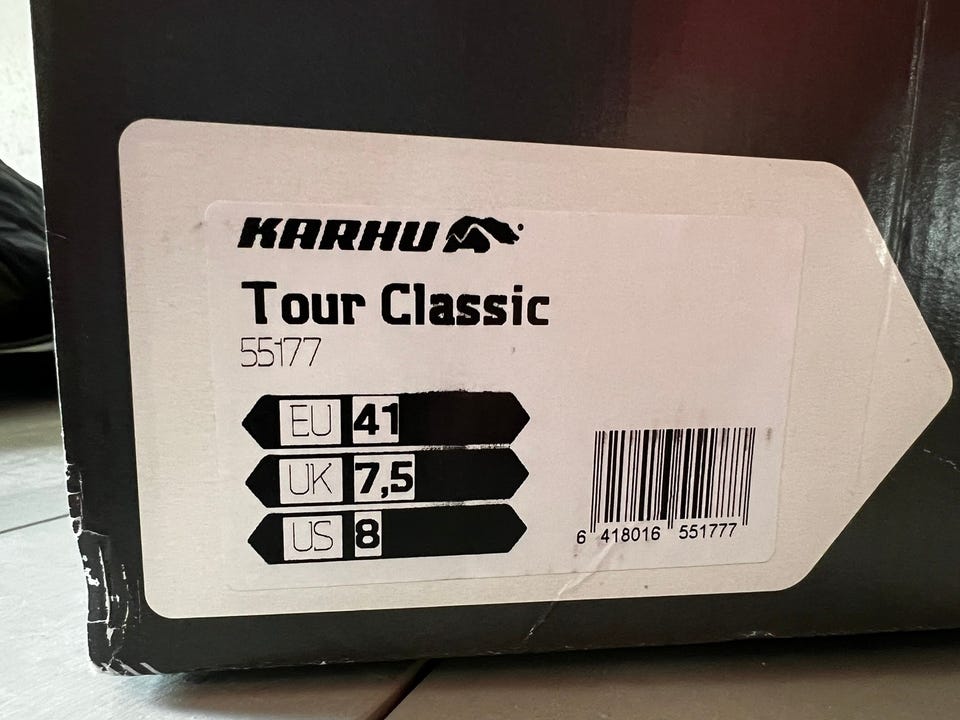 KARHU
Tour Classic
55177
EU 41
UK 7,5
US 8
6 418016 551777